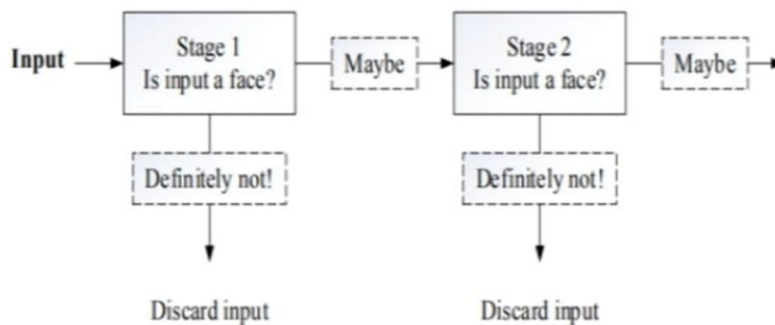 Input
Stage 1
Is input a face?
Maybe
Stage 2
Is input a face?
Maybe
Definitely not!
Definitely not!
Discard input
Discard input